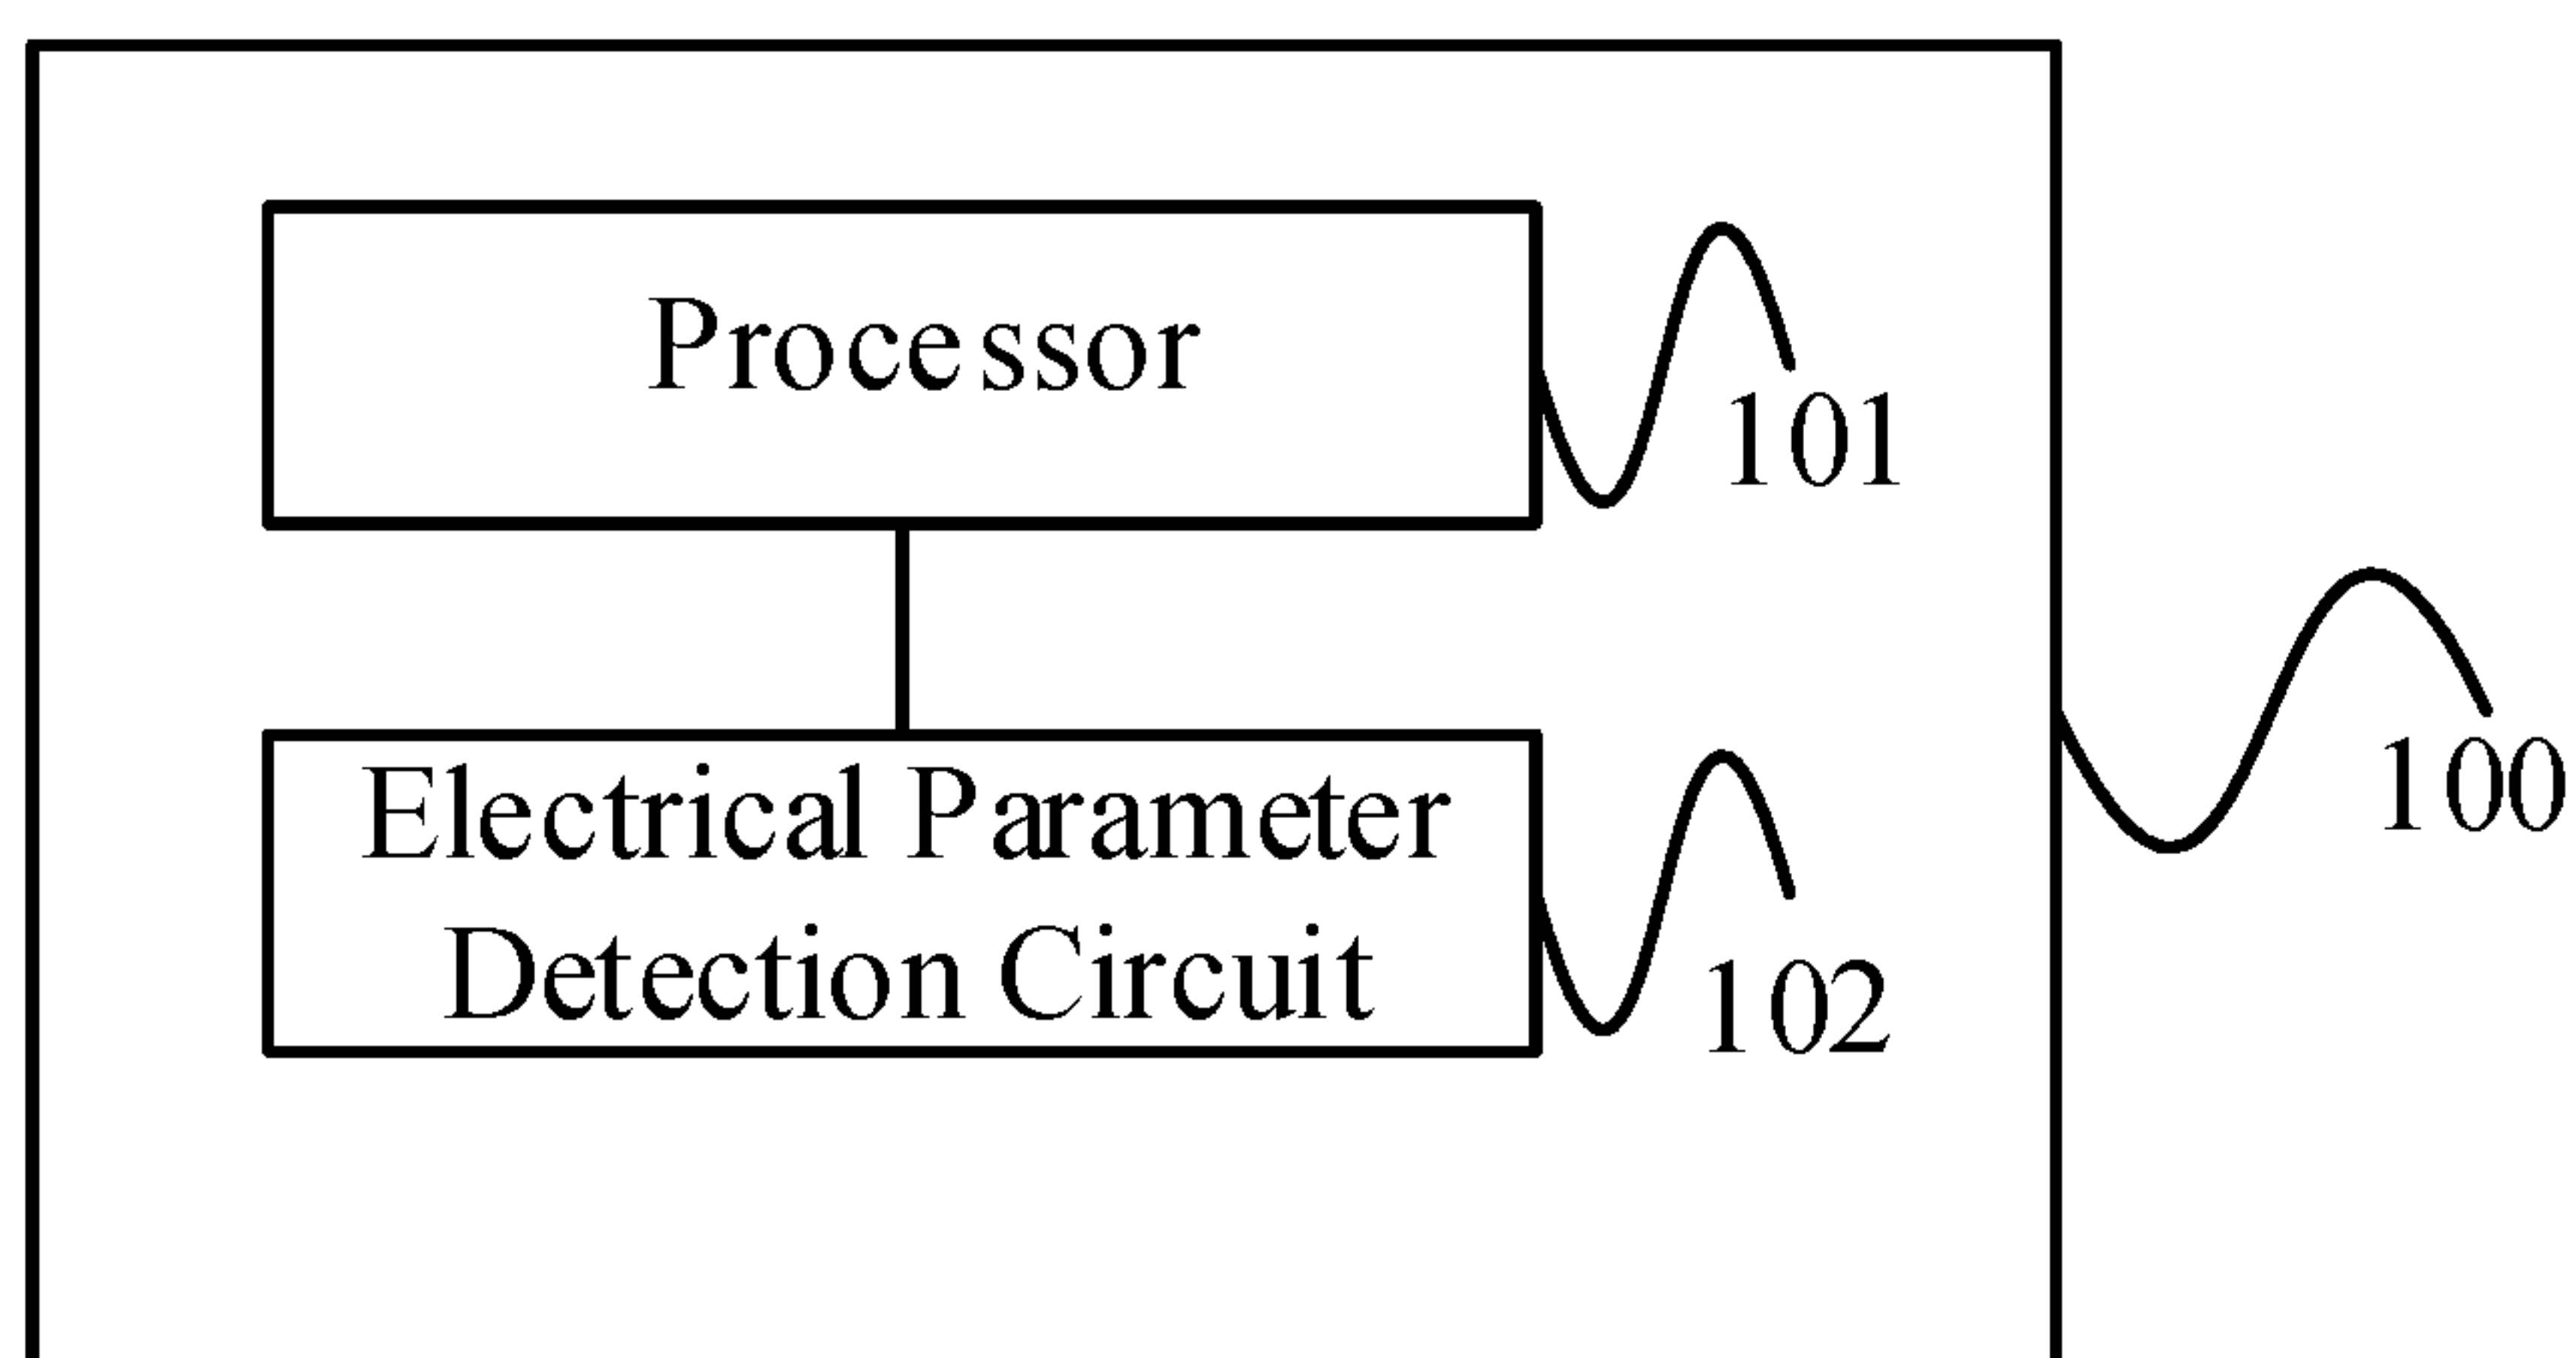 Processor
101
100
Electrical Parameter
Detection Circuit
102